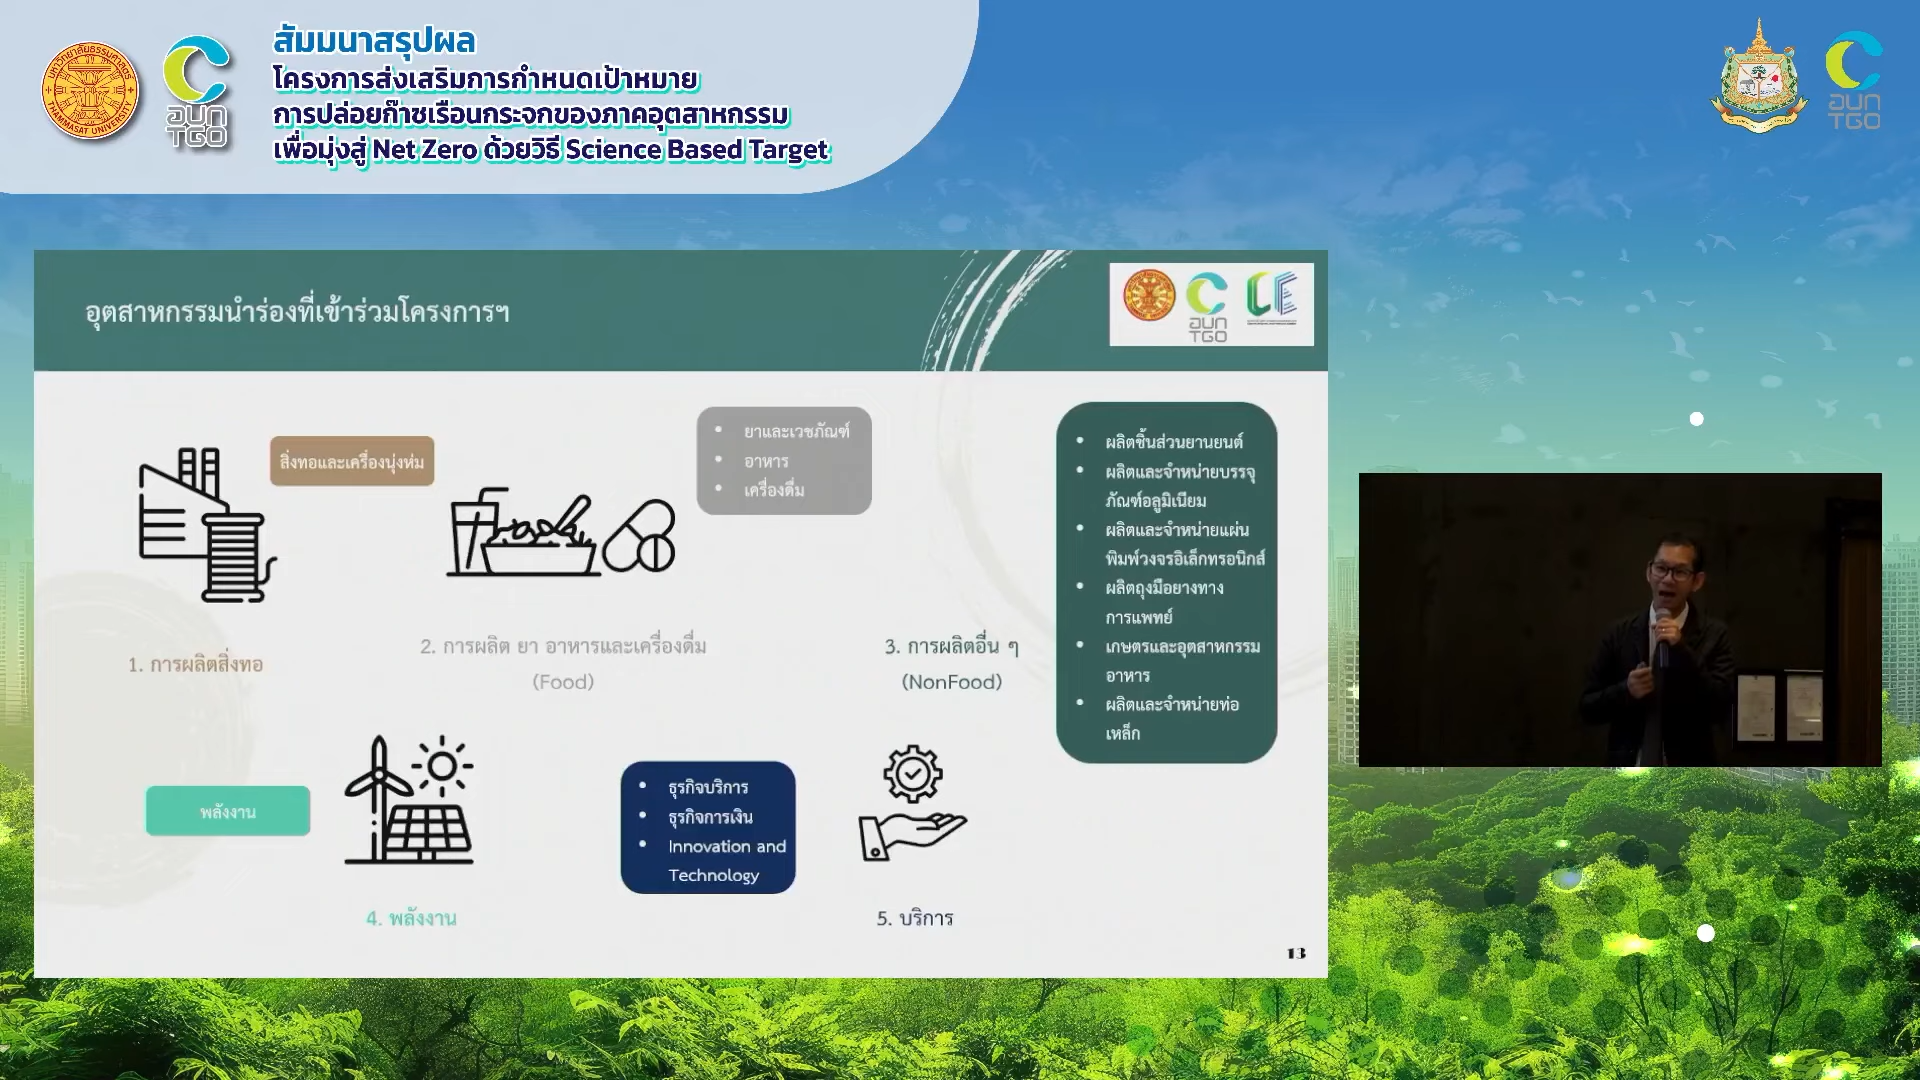 สัมมนาสรุปผล
โครงการส่งเสริมการกำหนดเป้าหมาย
การปล่อยก๊าซเรือนกระจกของภาคอุตสาหกรรม
เพื่อมุ่งสู่ Net Zero ด้วยวิธี Science Based Target
มหาวิทยาลัยธรรมศาสตร์
THAMMASAT UNIVERSITY
อบก
TGO
อบก
TGO
อุตสาหกรรมนำร่องที่เข้าร่วมโครงการฯ
อบก
TGO
สิ่งทอและเครื่องนุ่งห่ม
1. การผลิตสิ่งทอ
• ยาและเวชภัณฑ์
• อาหาร
• เครื่องดื่ม
2. การผลิต ยา อาหารและเครื่องดื่ม
(Food)
3. การผลิตอื่น ๆ
(NonFood)
• ผลิตชิ้นส่วนยานยนต์
• ผลิตและจำหน่ายบรรจุ
ภัณฑ์อลูมิเนียม
• ผลิตและจำหน่ายแผ่น
พิมพ์วงจรอิเล็กทรอนิกส์
• ผลิตถุงมือยางทาง
การแพทย์
• เกษตรและอุตสาหกรรม
อาหาร
• ผลิตและจำหน่ายท่อ
เหล็ก
พลังงาน
4. พลังงาน
• ธุรกิจบริการ
• ธุรกิจการเงิน
• Innovation and
Technology
5. บริการ
13